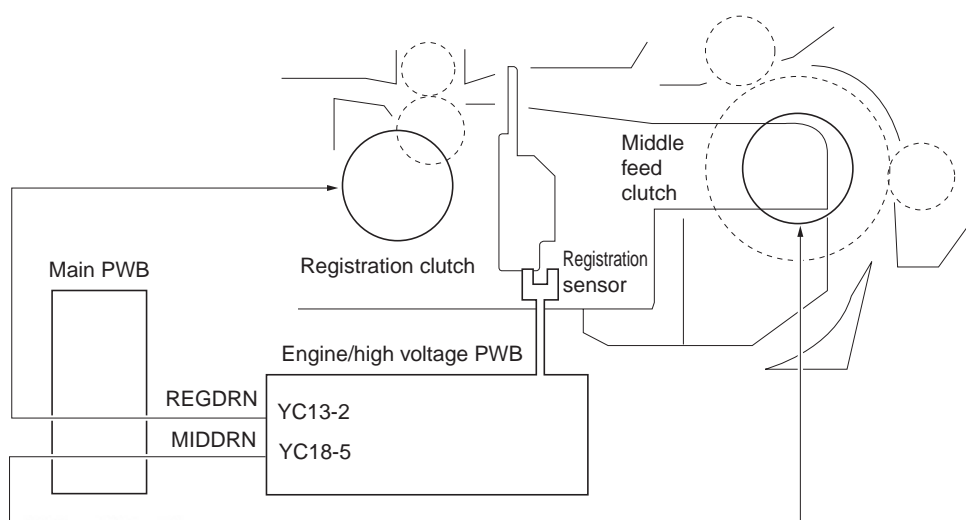 Middle
feed
clutch
Registration clutch
Registration
sensor
Main PWB
Engine/high voltage PWB
REGDRN
YC13-2
MIDDRN
YC18-5